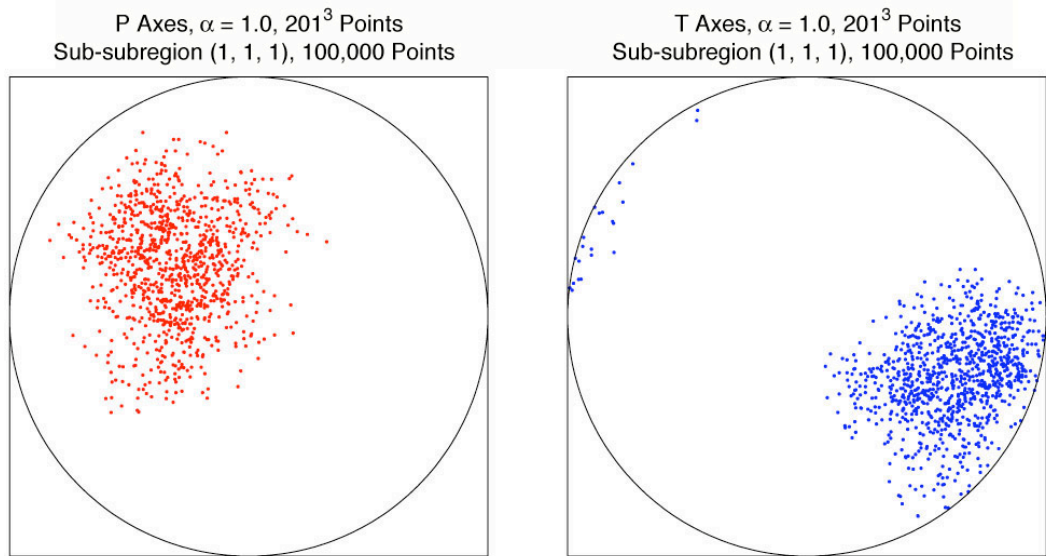 P Axes, α = 1.0, 201³ Points
Sub-subregion (1, 1, 1), 100,000 Points
T Axes, α = 1.0, 201³ Points
Sub-subregion (1, 1, 1), 100,000 Points